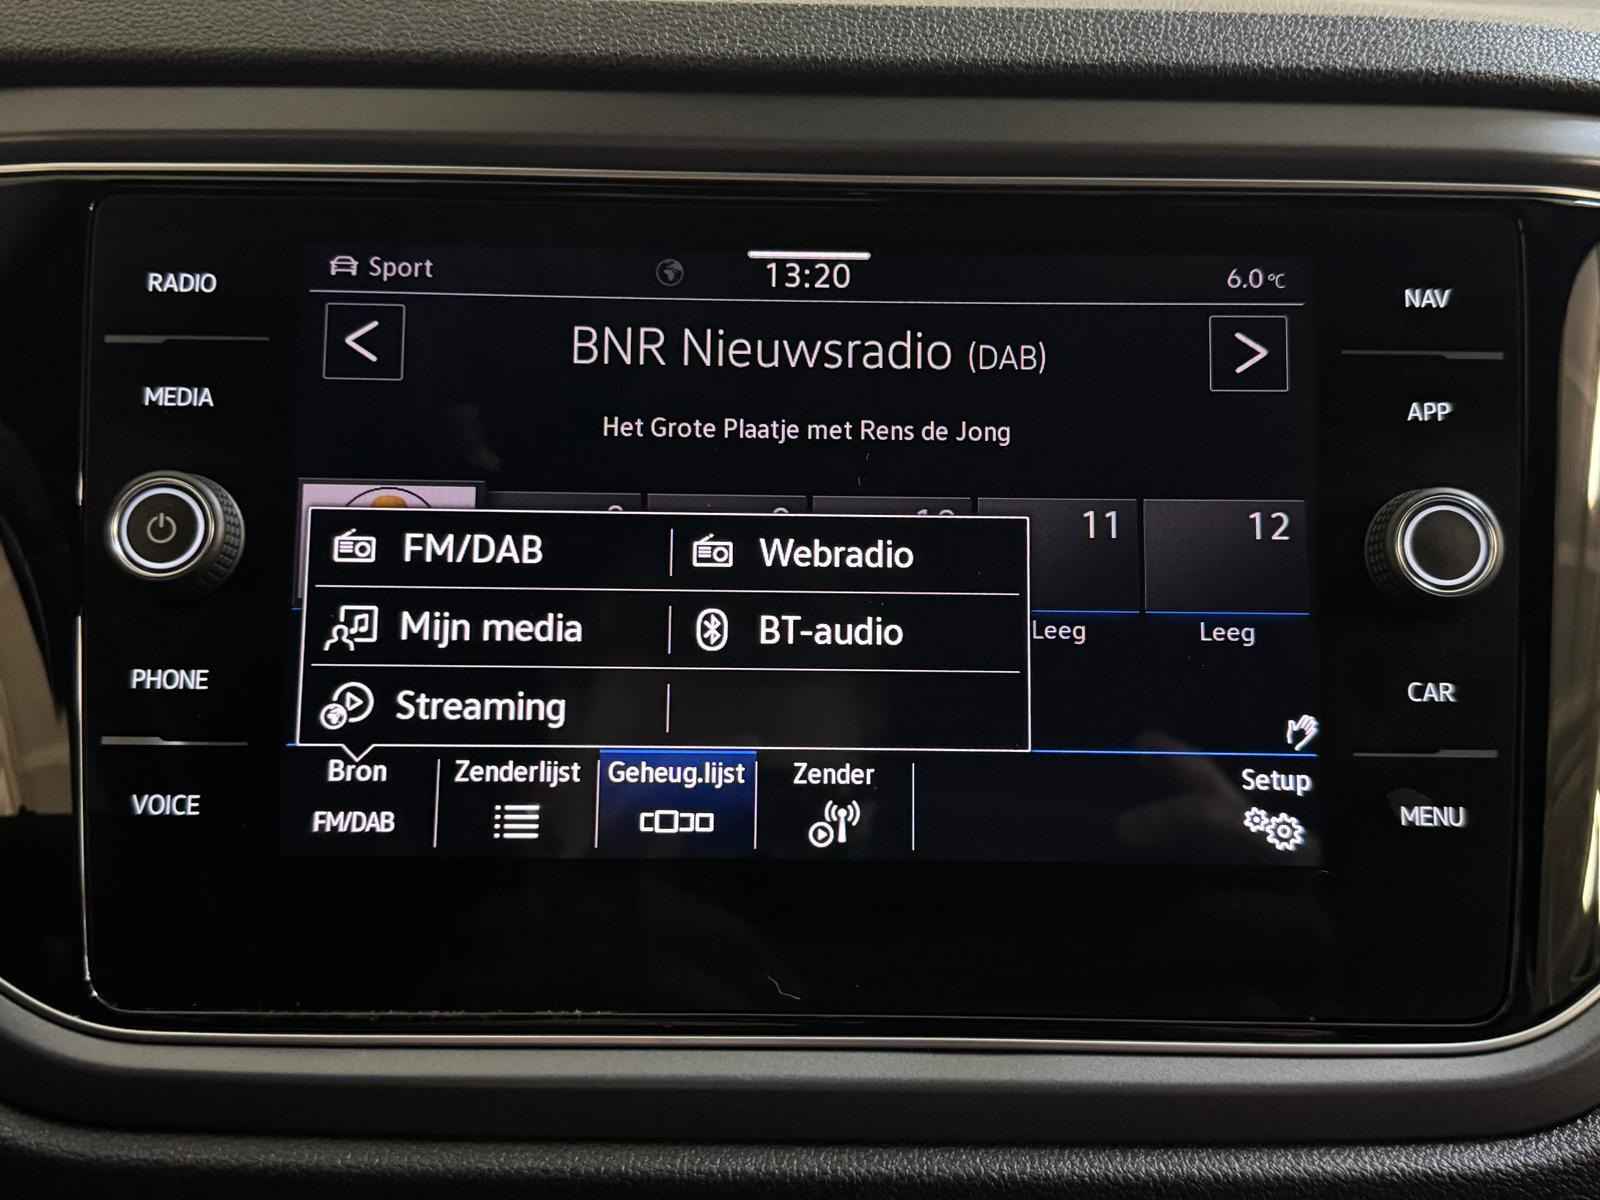 RADIO
MEDIA
PHONE
VOICE
Sport
13:20
6.0 °C
BNR Nieuwsradio (DAB)
Het Grote Plaatje met Rens de Jong
11
12
FM/DAB
Webradio
Mijn media
BT-audio
Leeg
Leeg
Streaming
Bron
FM/DAB
Zenderlijst
Geheug.lijst
Zender
Setup
NAV
APP
CAR
MENU